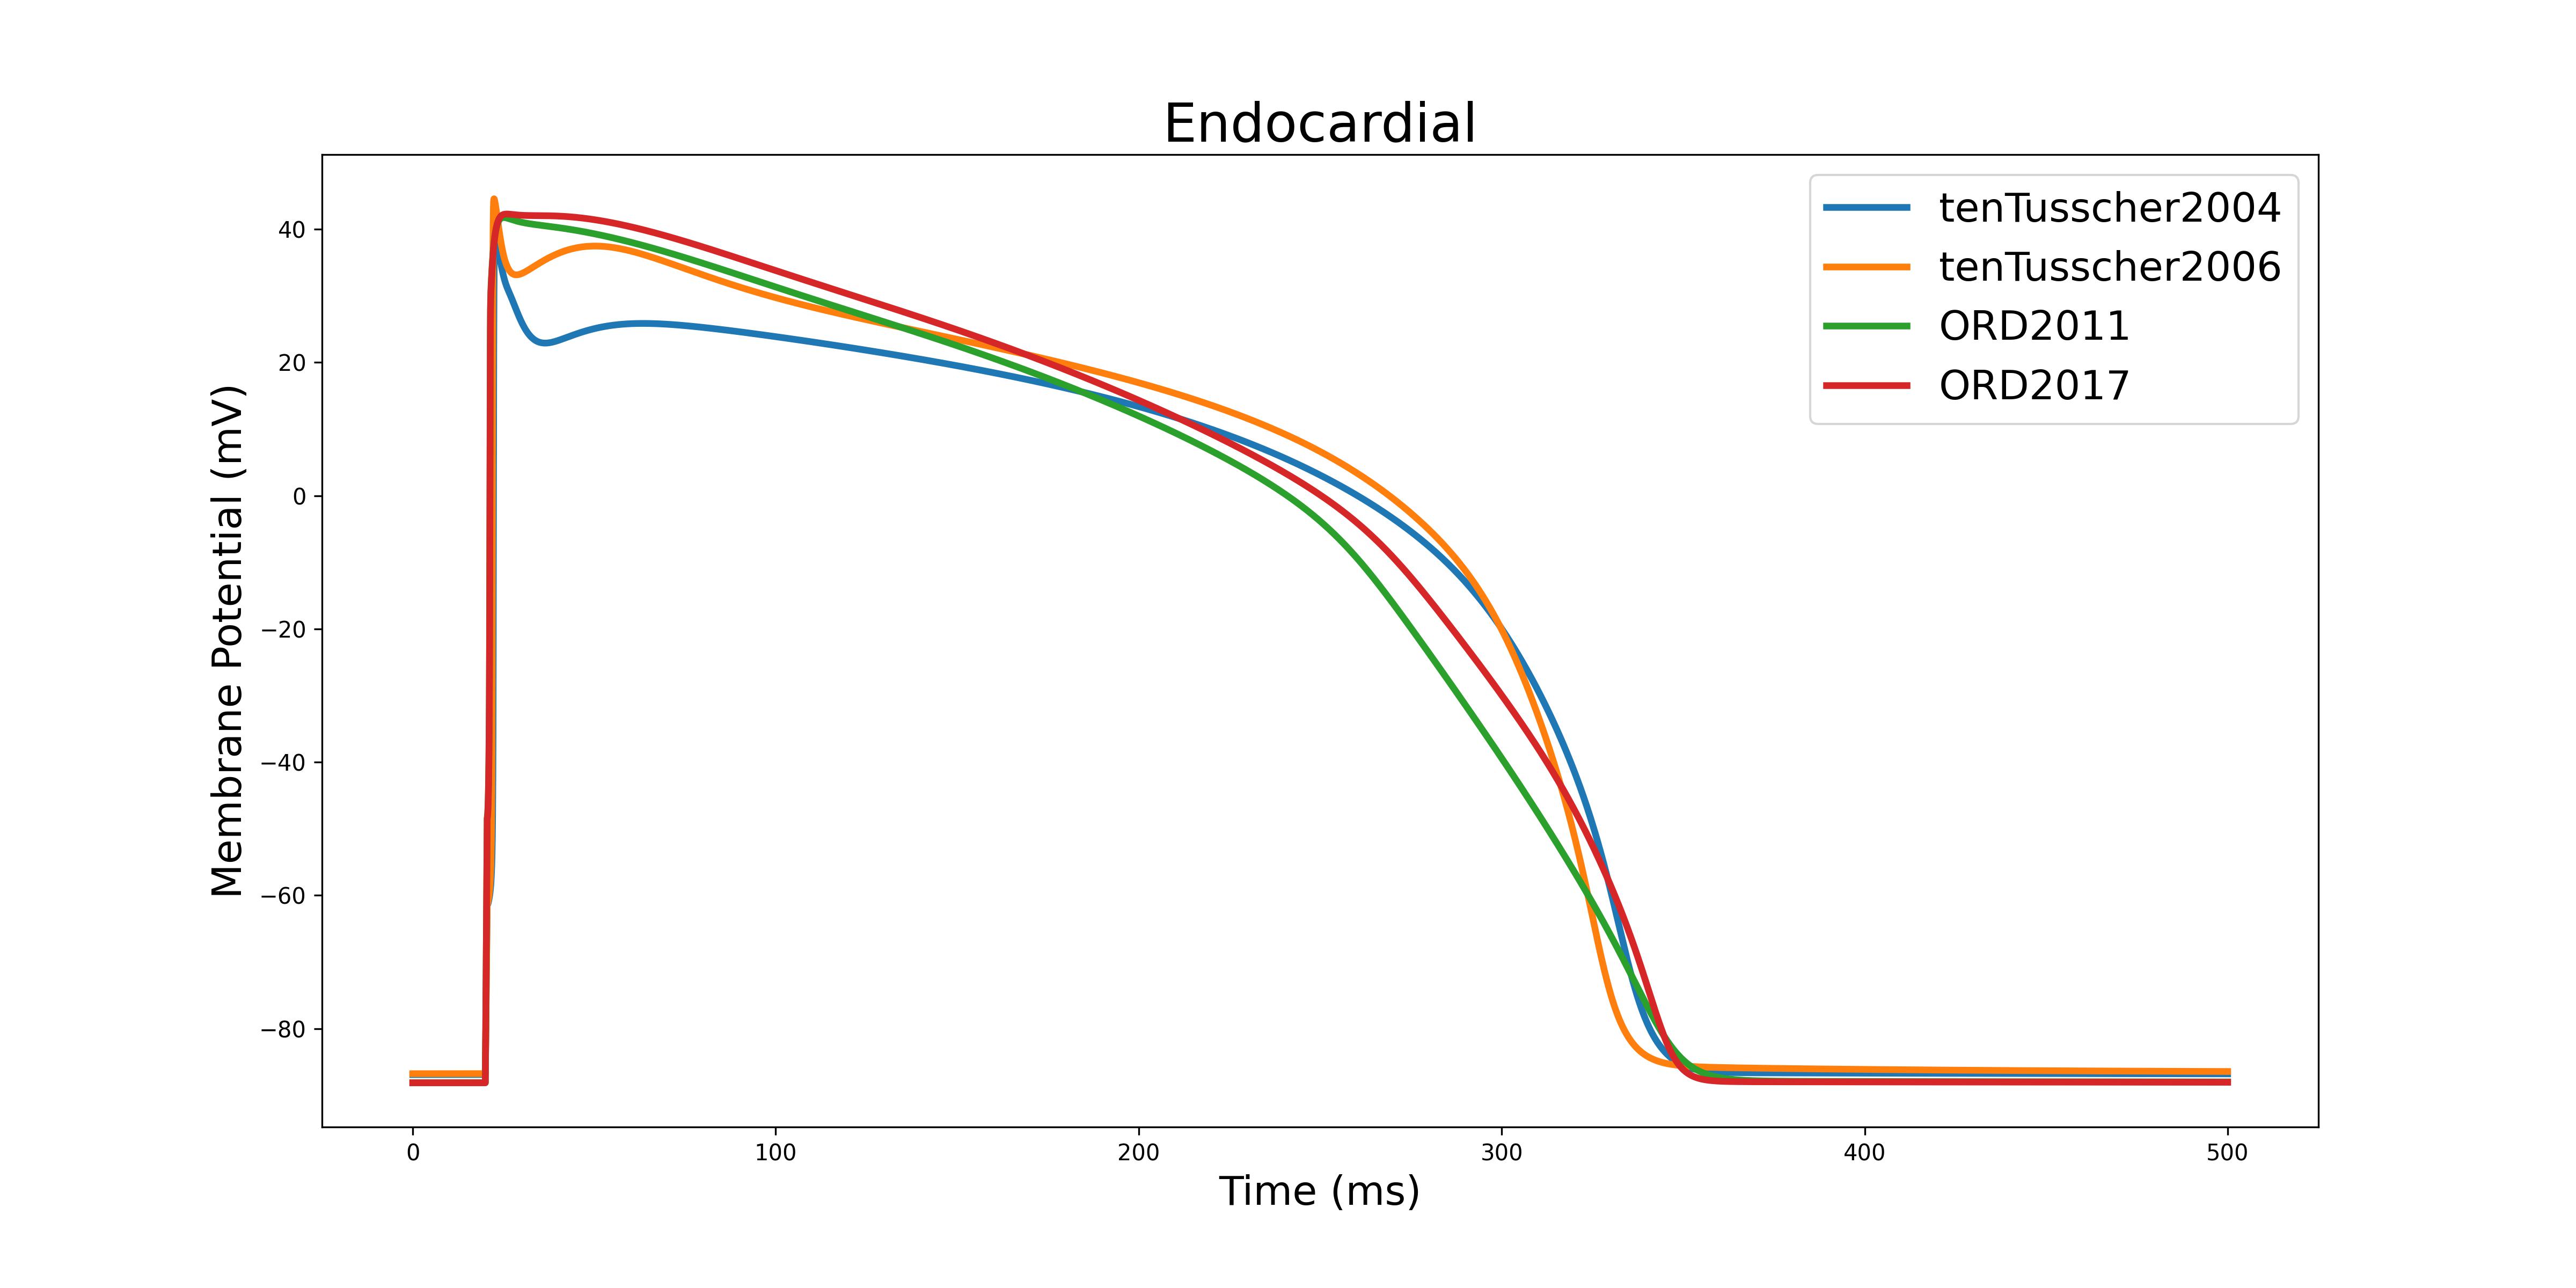 Endocardial
tenTusscher2004
tenTusscher2006
ORD2011
ORD2017
Membrane Potential (mV)
40
20
0
−20
−40
−60
−80
0
100
200
300
400
500
Time (ms)